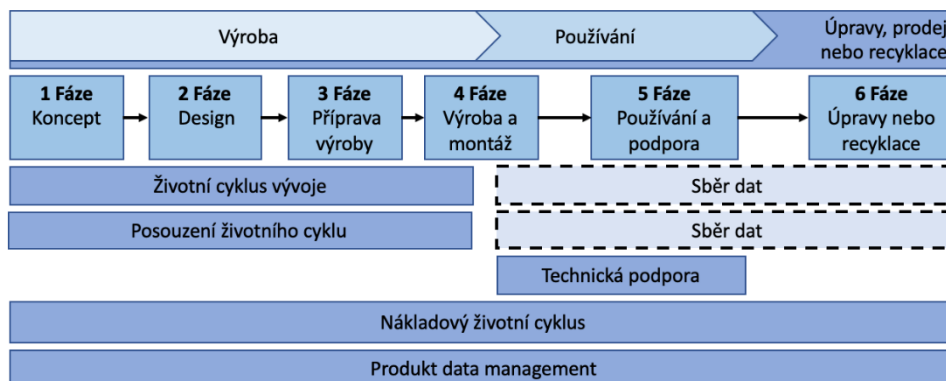 Výroba
Používání
Úpravy, prodej
nebo recyklace
1 Fáze
Koncept
2 Fáze
Design
3 Fáze
Příprava
výroby
4 Fáze
Výroba a
montáž
5 Fáze
Používání a
podpora
6 Fáze
Úpravy nebo
recyklace
Životní cyklus vývoje
Sběr dat
Posouzení životního cyklu
Sběr dat
Technická podpora
Nákladový životní cyklus
Produkt data management